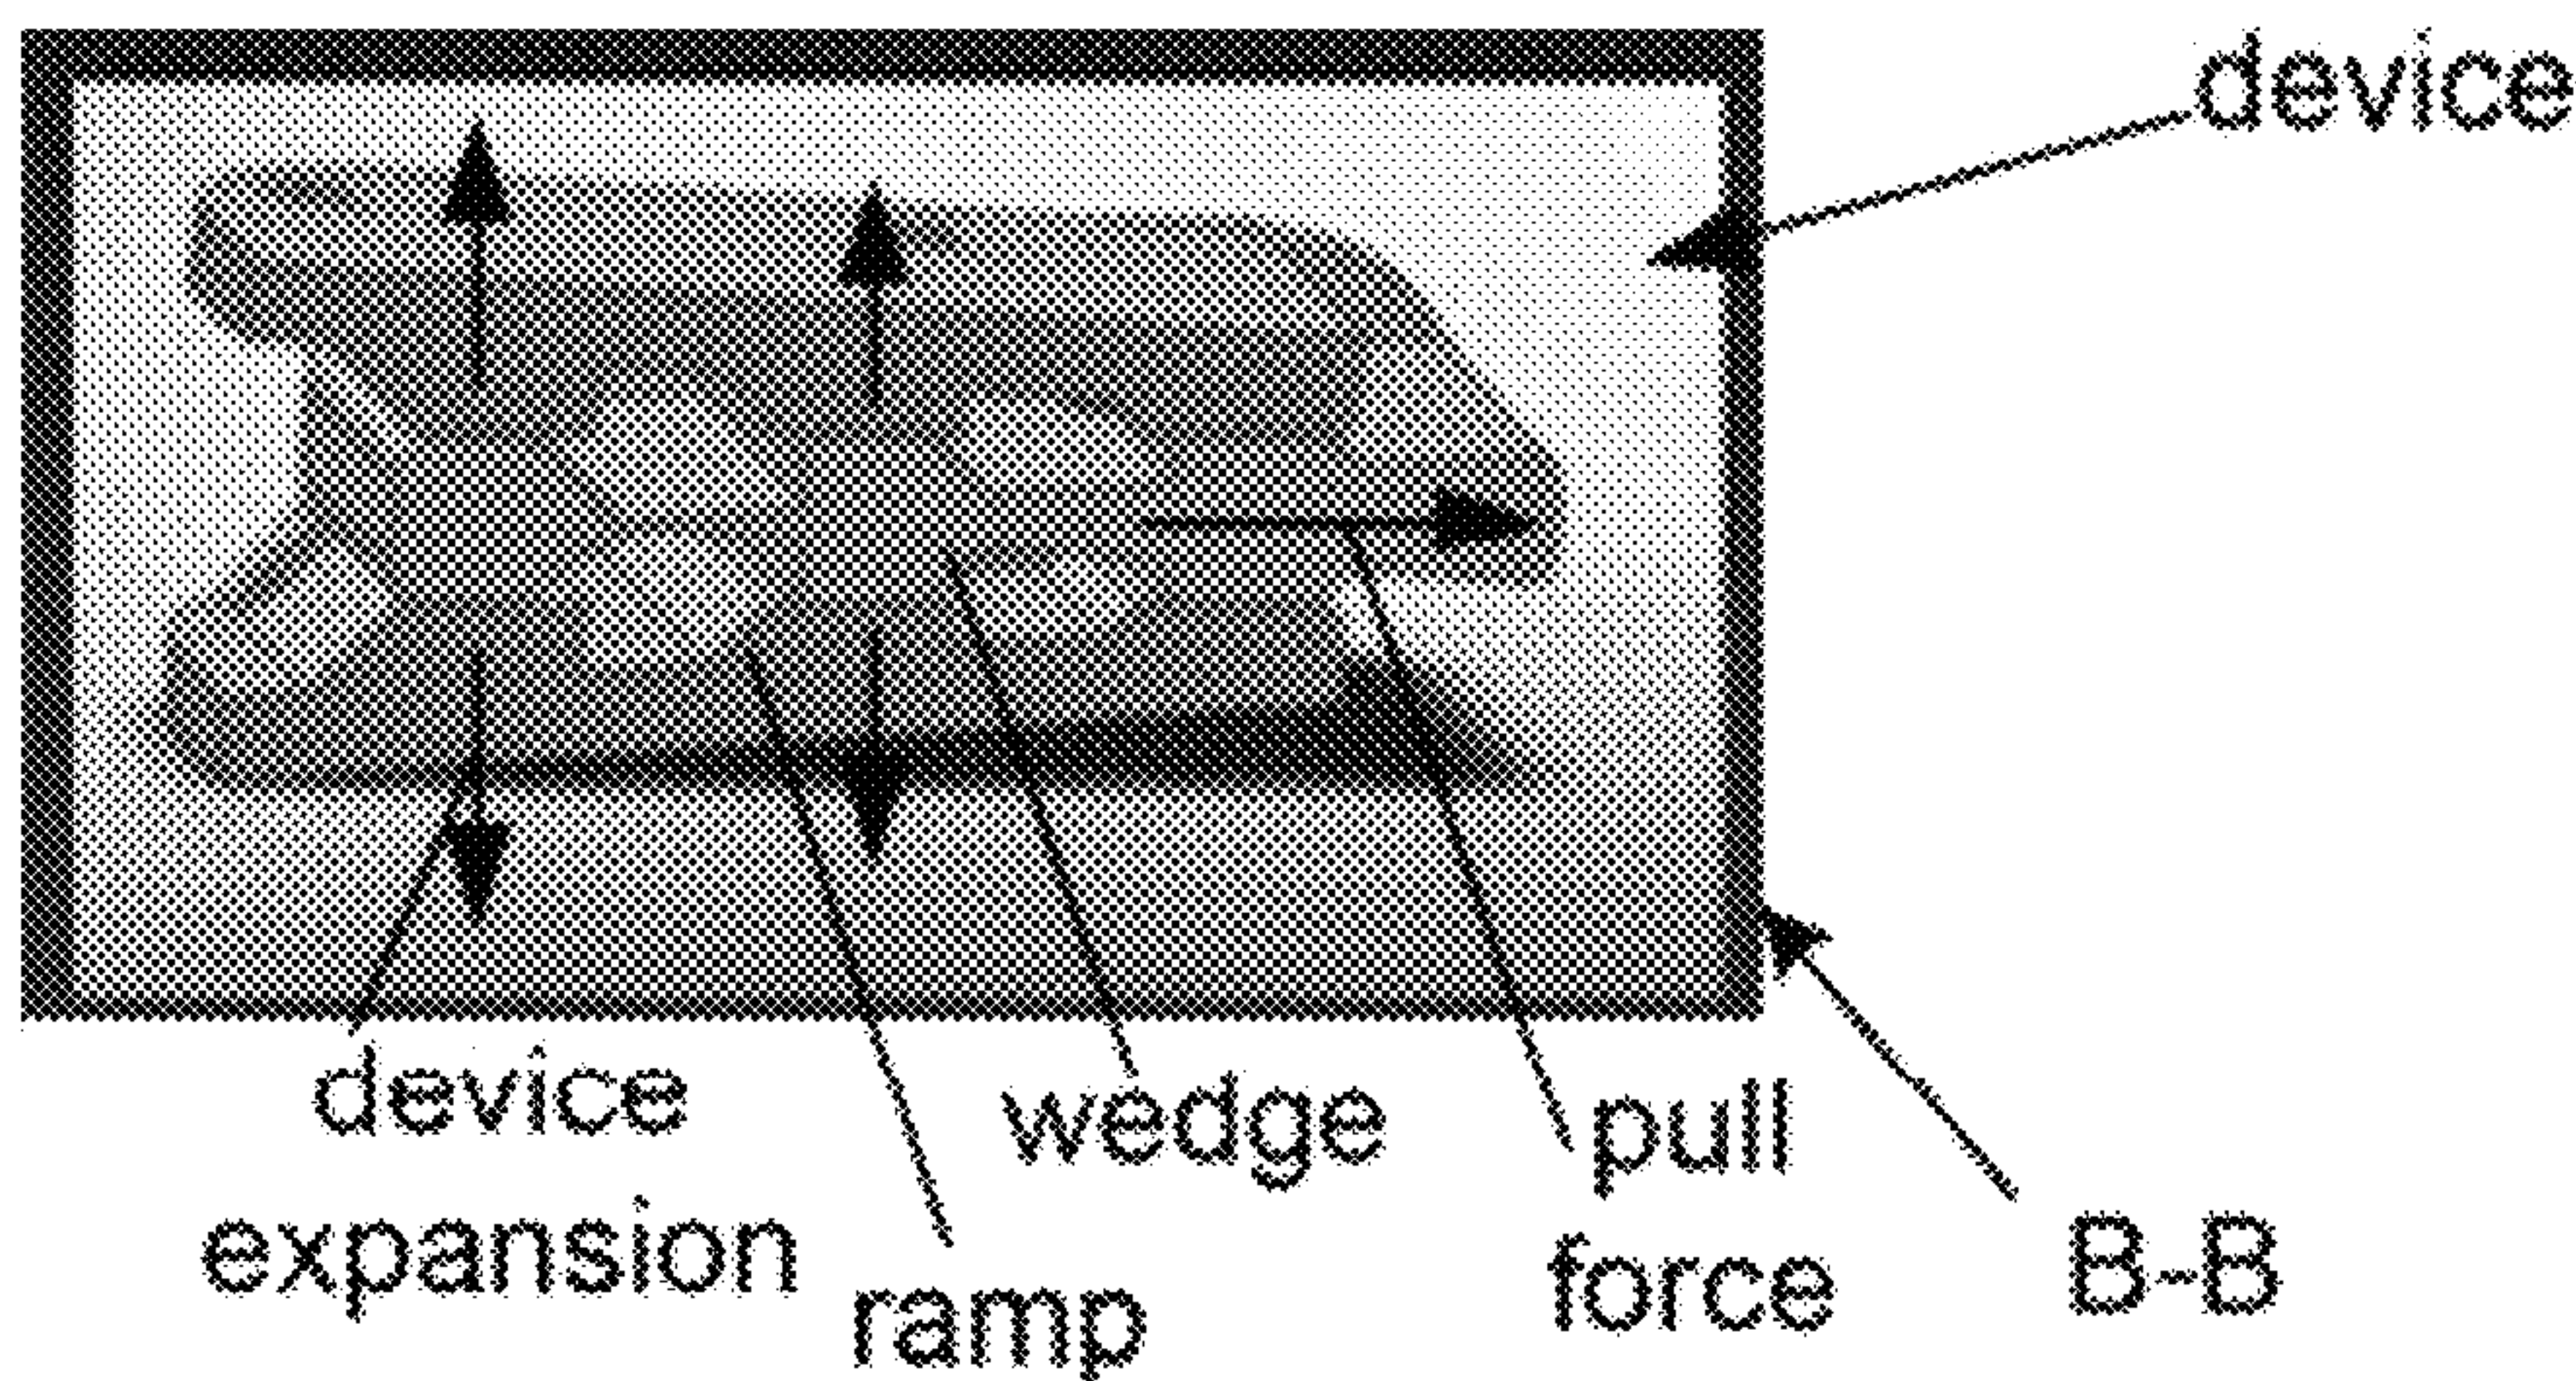 device
device
expansion
ramp
wedge
pull
force
B-B